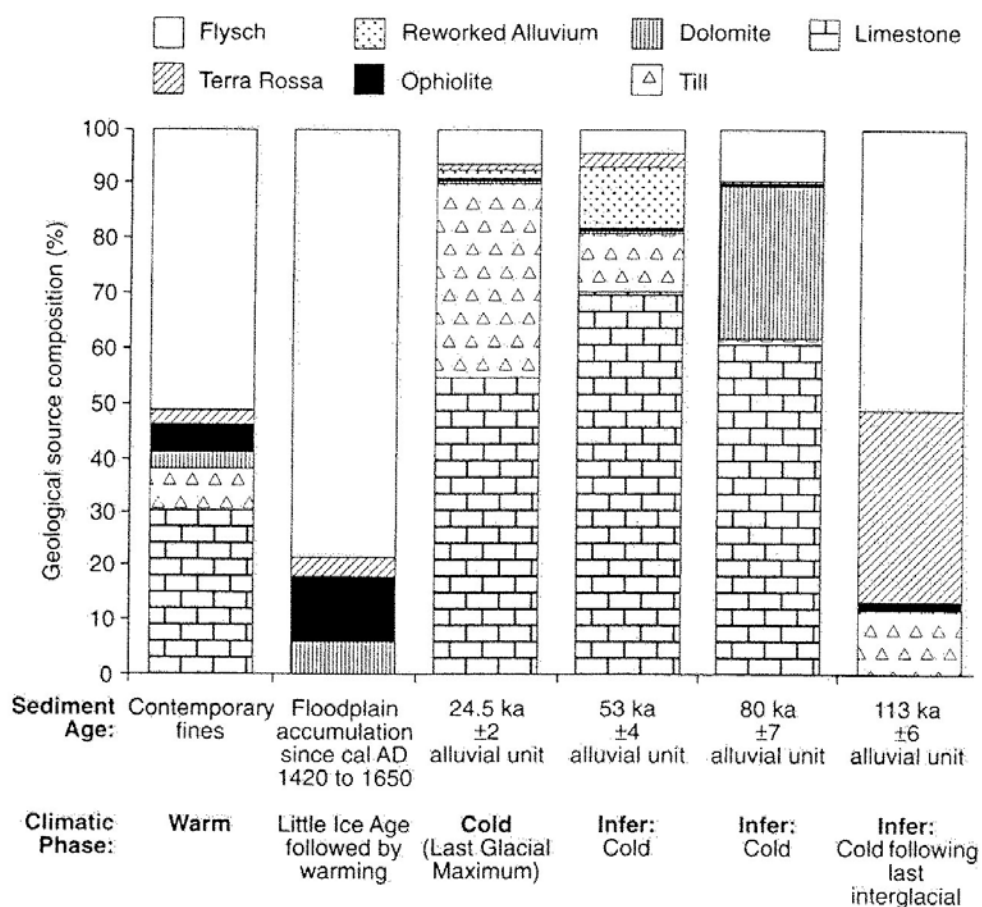 Flysch
Reworked Alluvium
Dolomite
Limestone
Terra Rossa
Ophiolite
Till
Geological source composition (%)
100
90
80
70
60
50
40
30
20
10
0
Sediment Age:
Contemporary fines
Floodplain accumulation since cal AD 1420 to 1650
24.5 ka ±2 alluvial unit
53 ka ±4 alluvial unit
80 ka ±7 alluvial unit
113 ka ±6 alluvial unit
Climatic Phase:
Warm
Little Ice Age followed by warming
Cold (Last Glacial Maximum)
Infer: Cold
Infer: Cold
Infer: Cold following last interglacial